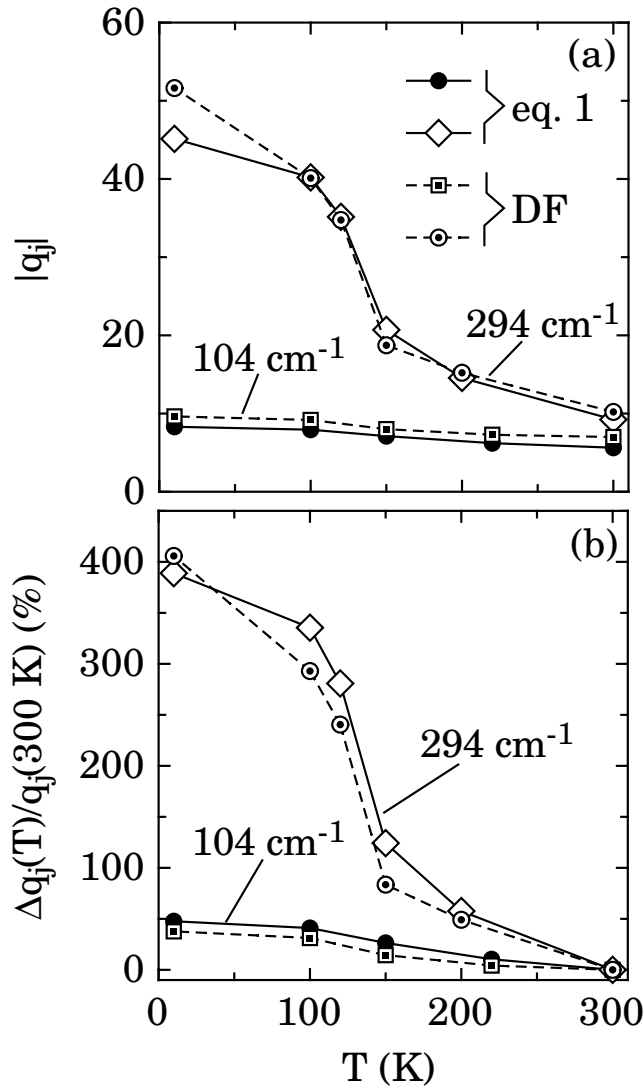 60
(a)
eq. 1
40
DF
|q_j|
294 cm⁻¹
20
104 cm⁻¹
0
(b)
400
300
Δq_j(T)/q_j(300 K) (%)
294 cm⁻¹
200
104 cm⁻¹
100
0
0 100 200 300
T (K)